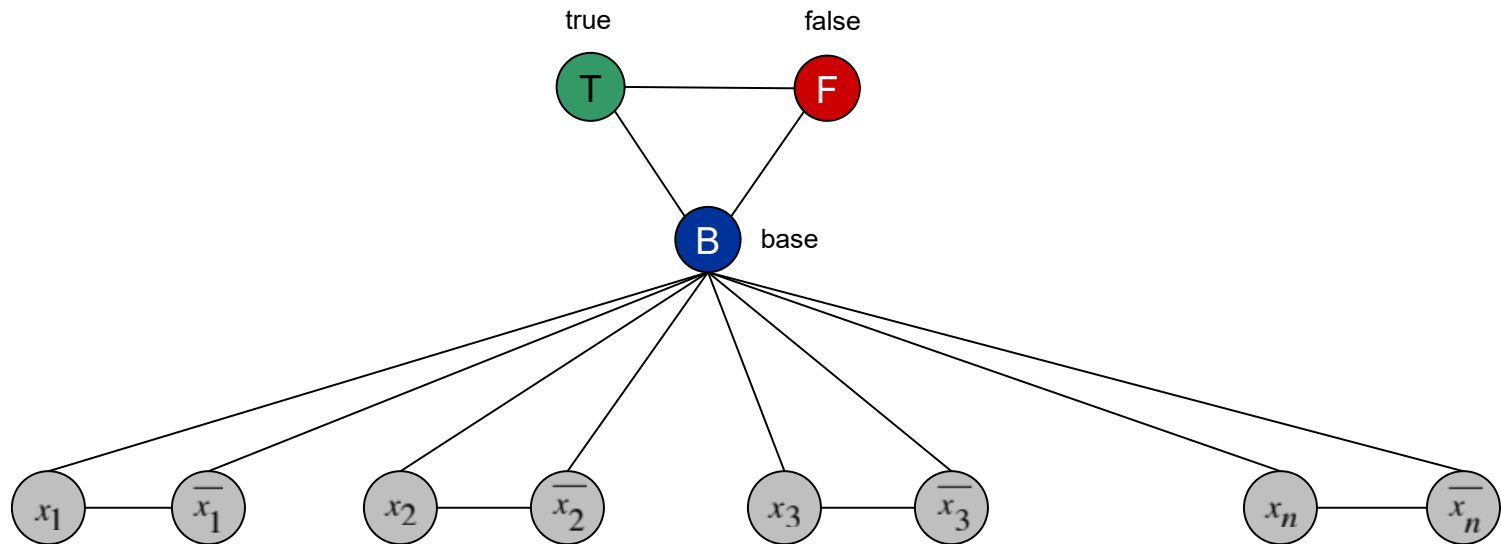 true false
T F
B base
x₁ x̅₁ x₂ x̅₂ x₃ x̅₃ xₙ x̅ₙ